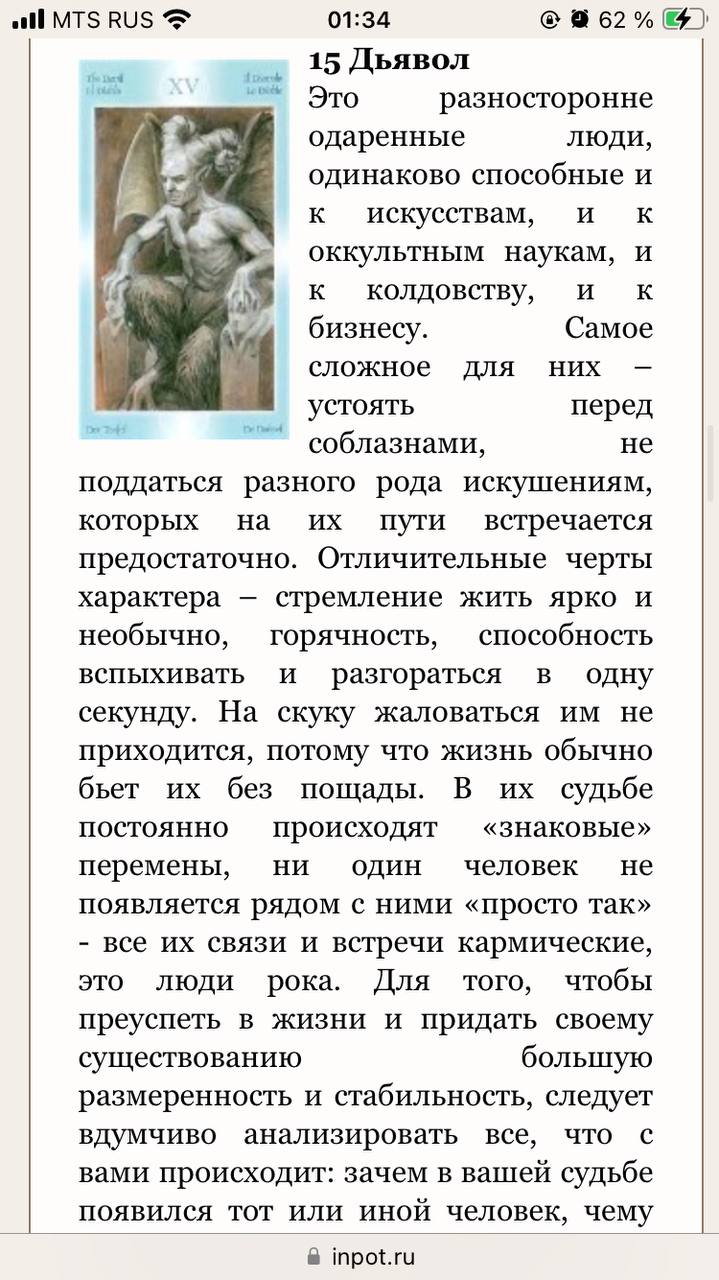 MTS RUS 01:34 62 %
The Devil
El Diablo
XV
Il Diavolo
Le Diable
Der Teufel
15 Дьявол
Это разносторонне
одаренные люди,
одинаково способные и
к искусствам, и к
оккультным наукам, и
к колдовству, и к
бизнесу. Самое
сложное для них –
устоять перед
соблазнами, не
поддаться разного рода искушениям,
которых на их пути встречается
предостаточно. Отличительные черты
характера – стремление жить ярко и
необычно, горячность, способность
вспыхивать и разгораться в одну
секунду. На скуку жаловаться им не
приходится, потому что жизнь обычно
бьет их без пощады. В их судьбе
постоянно происходят «знаковые»
перемены, ни один человек не
появляется рядом с ними «просто так»
- все их связи и встречи кармические,
это люди рока. Для того, чтобы
преуспеть в жизни и придать своему
существованию большую
размеренность и стабильность, следует
вдумчиво анализировать все, что с
вами происходит: зачем в вашей судьбе
появился тот или иной человек, чему
inpot.ru